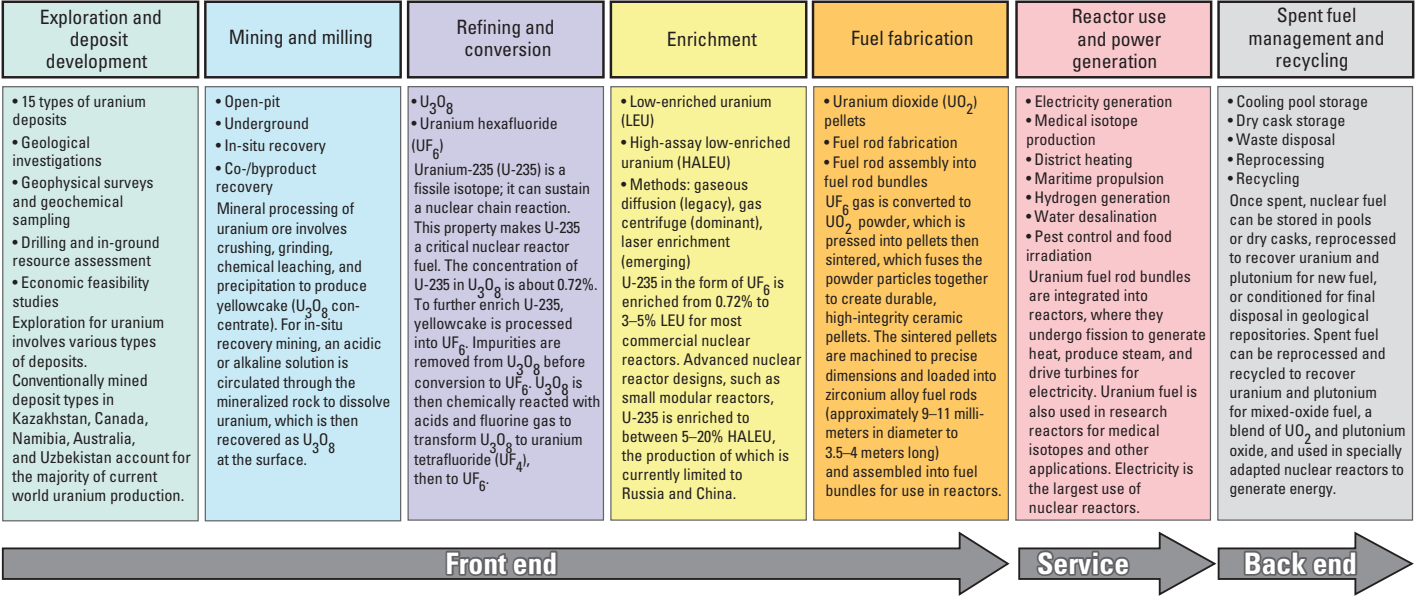 Exploration and
deposit
development
Mining and milling
Refining and
conversion
Enrichment
Fuel fabrication
Reactor use
and power
generation
Spent fuel
management and
recycling
• 15 types of uranium
deposits
• Geological
investigations
• Geophysical surveys
and geochemical
sampling
• Drilling and in-ground
resource assessment
• Economic feasibility
studies
Exploration for uranium
involves various types
of deposits.
Conventionally mined
deposit types in
Kazakhstan, Canada,
Namibia, Australia,
and Uzbekistan account for
the majority of current
world uranium production.
• Open-pit
• Underground
• In-situ recovery
• Co-/byproduct
recovery
Mineral processing of
uranium ore involves
crushing, grinding,
chemical leaching, and
precipitation to produce
yellowcake (U₃O₈ con-
centrate). For in-situ
recovery mining, an acidic
or alkaline solution is
circulated through the
mineralized rock to dissolve
uranium, which is then
recovered as U₃O₈
at the surface.
• U₃O₈
• Uranium hexafluoride
(UF₆)
Uranium-235 (U-235) is a
fissile isotope; it can sustain
a nuclear chain reaction.
This property makes U-235
a critical nuclear reactor
fuel. The concentration of
U-235 in U₃O₈ is about 0.72%.
To further enrich U-235,
yellowcake is processed
into UF₆. Impurities are
removed from U₃O₈ before
conversion to UF₆. U₃O₈ is
then chemically reacted with
acids and fluorine gas to
transform U₃O₈ to uranium
tetrafluoride (UF₄),
then to UF₆.
• Low-enriched uranium
(LEU)
• High-assay low-enriched
uranium (HALEU)
• Methods: gaseous
diffusion (legacy), gas
centrifuge (dominant),
laser enrichment
(emerging)
U-235 in the form of UF₆ is
enriched from 0.72% to
3–5% LEU for most
commercial nuclear
reactors. Advanced nuclear
reactor designs, such as
small modular reactors,
U-235 is enriched to
between 5–20% HALEU,
the production of which is
currently limited to
Russia and China.
• Uranium dioxide (UO₂)
pellets
• Fuel rod fabrication
• Fuel rod assembly into
fuel rod bundles
UF₆ gas is converted to
UO₂ powder, which is
pressed into pellets then
sintered, which fuses the
powder particles together
to create durable,
high-integrity ceramic
pellets. The sintered pellets
are machined to precise
dimensions and loaded into
zirconium alloy fuel rods
(approximately 9–11 milli-
meters in diameter to
3.5–4 meters long)
and assembled into fuel
bundles for use in reactors.
• Electricity generation
• Medical isotope
production
• District heating
• Maritime propulsion
• Hydrogen generation
• Water desalination
• Pest control and food
irradiation
Uranium fuel rod bundles
are integrated into
reactors, where they
undergo fission to generate
heat, produce steam, and
drive turbines for
electricity. Uranium fuel is
also used in research
reactors for medical
isotopes and other
applications. Electricity is
the largest use of
nuclear reactors.
• Cooling pool storage
• Dry cask storage
• Waste disposal
• Reprocessing
• Recycling
Once spent, nuclear fuel
can be stored in pools
or dry casks, reprocessed
to recover uranium and
plutonium for new fuel,
or conditioned for final
disposal in geological
repositories. Spent fuel
can be reprocessed and
recycled to recover
uranium and plutonium
for mixed-oxide fuel, a
blend of UO₂ and plutonium
oxide, and used in specially
adapted nuclear reactors to
generate energy.
Front end
Service
Back end